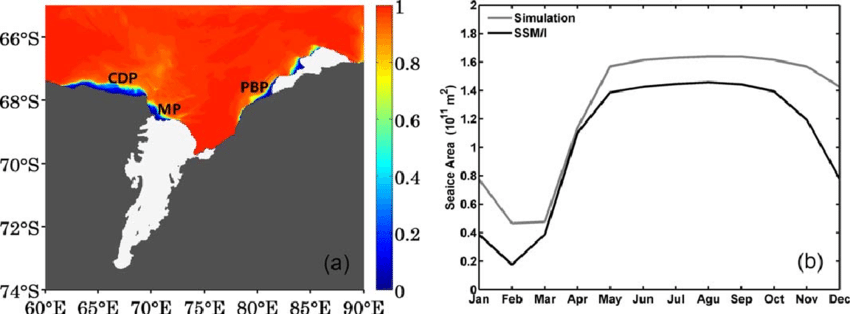 66°S
68°S
70°S
72°S
74°S
60°E 65°E 70°E 75°E 80°E 85°E 90°E
CDP
MP
PBP
(a)
1
0.8
0.6
0.4
0.2
0
Simulation
SSM/I
Seaice Area (10¹¹ m²)
2
1.8
1.6
1.4
1.2
1
0.8
0.6
0.4
0.2
0
Jan Feb Mar Apr May Jun Jul Agu Sep Oct Nov Dec
(b)